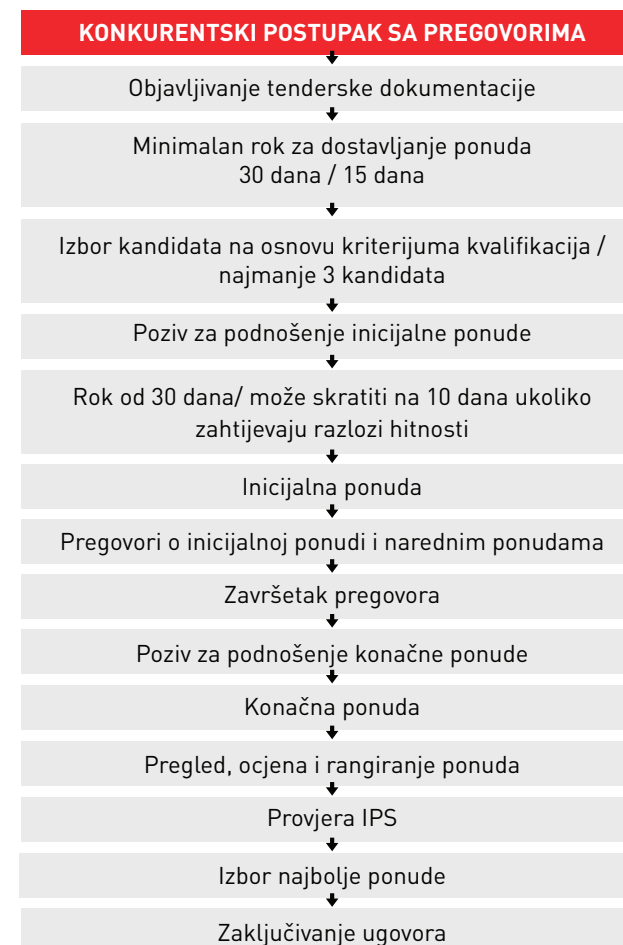 KONKURENTSKI POSTUPAK SA PREGOVORIMA
Objavljivanje tenderske dokumentacije
Minimalan rok za dostavljanje ponuda
30 dana / 15 dana
Izbor kandidata na osnovu kriterijuma kvalifikacija /
najmanje 3 kandidata
Poziv za podnošenje inicijalne ponude
Rok od 30 dana/ može skratiti na 10 dana ukoliko
zahtijevaju razlozi hitnosti
Inicijalna ponuda
Pregovori o inicijalnoj ponudi i narednim ponudama
Završetak pregovora
Poziv za podnošenje konačne ponude
Konačna ponuda
Pregled, ocjena i rangiranje ponuda
Provjera IPS
Izbor najbolje ponude
Zaključivanje ugovora